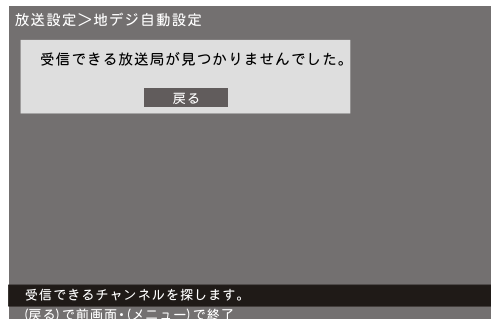 放送設定＞地デジ自動設定
受信できる放送局が見つかりませんでした。
戻る
受信できるチャンネルを探します。
(戻る)で前画面・(メニュー)で終了